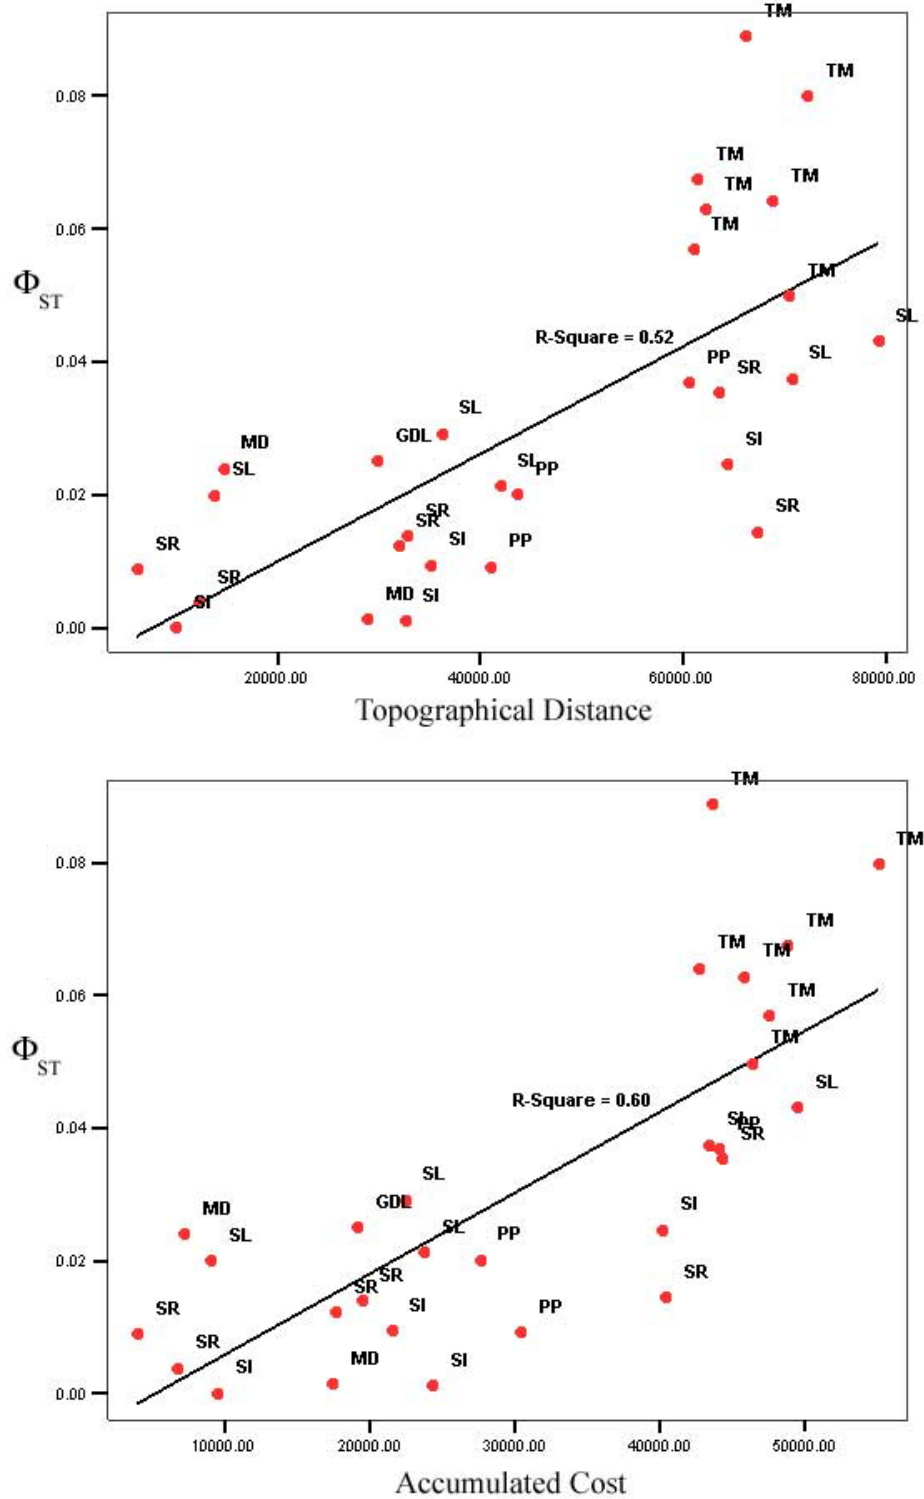 TM
TM
0.08
TM
TM
TM
TM
0.06
TM
Φ ST
SL
R-Square = 0.52
0.04
PP
SR
SL
SL
MD
GDL
SI
SL
SL
PP
0.02
SR
SR
SR
SI
PP
SR
SR
SI
MD
SI
0.00
20000.00 40000.00 60000.00 80000.00
Topographical Distance
TM
TM
0.08
TM
TM
TM
0.06
TM
Φ ST
TM
R-Square = 0.60
SL
0.04
SL
PP
SR
SL
MD
GDL
SI
SL
SL
PP
0.02
SR
SR
SR
SR
SI
PP
SR
SI
MD
SI
0.00
10000.00 20000.00 30000.00 40000.00 50000.00
Accumulated Cost